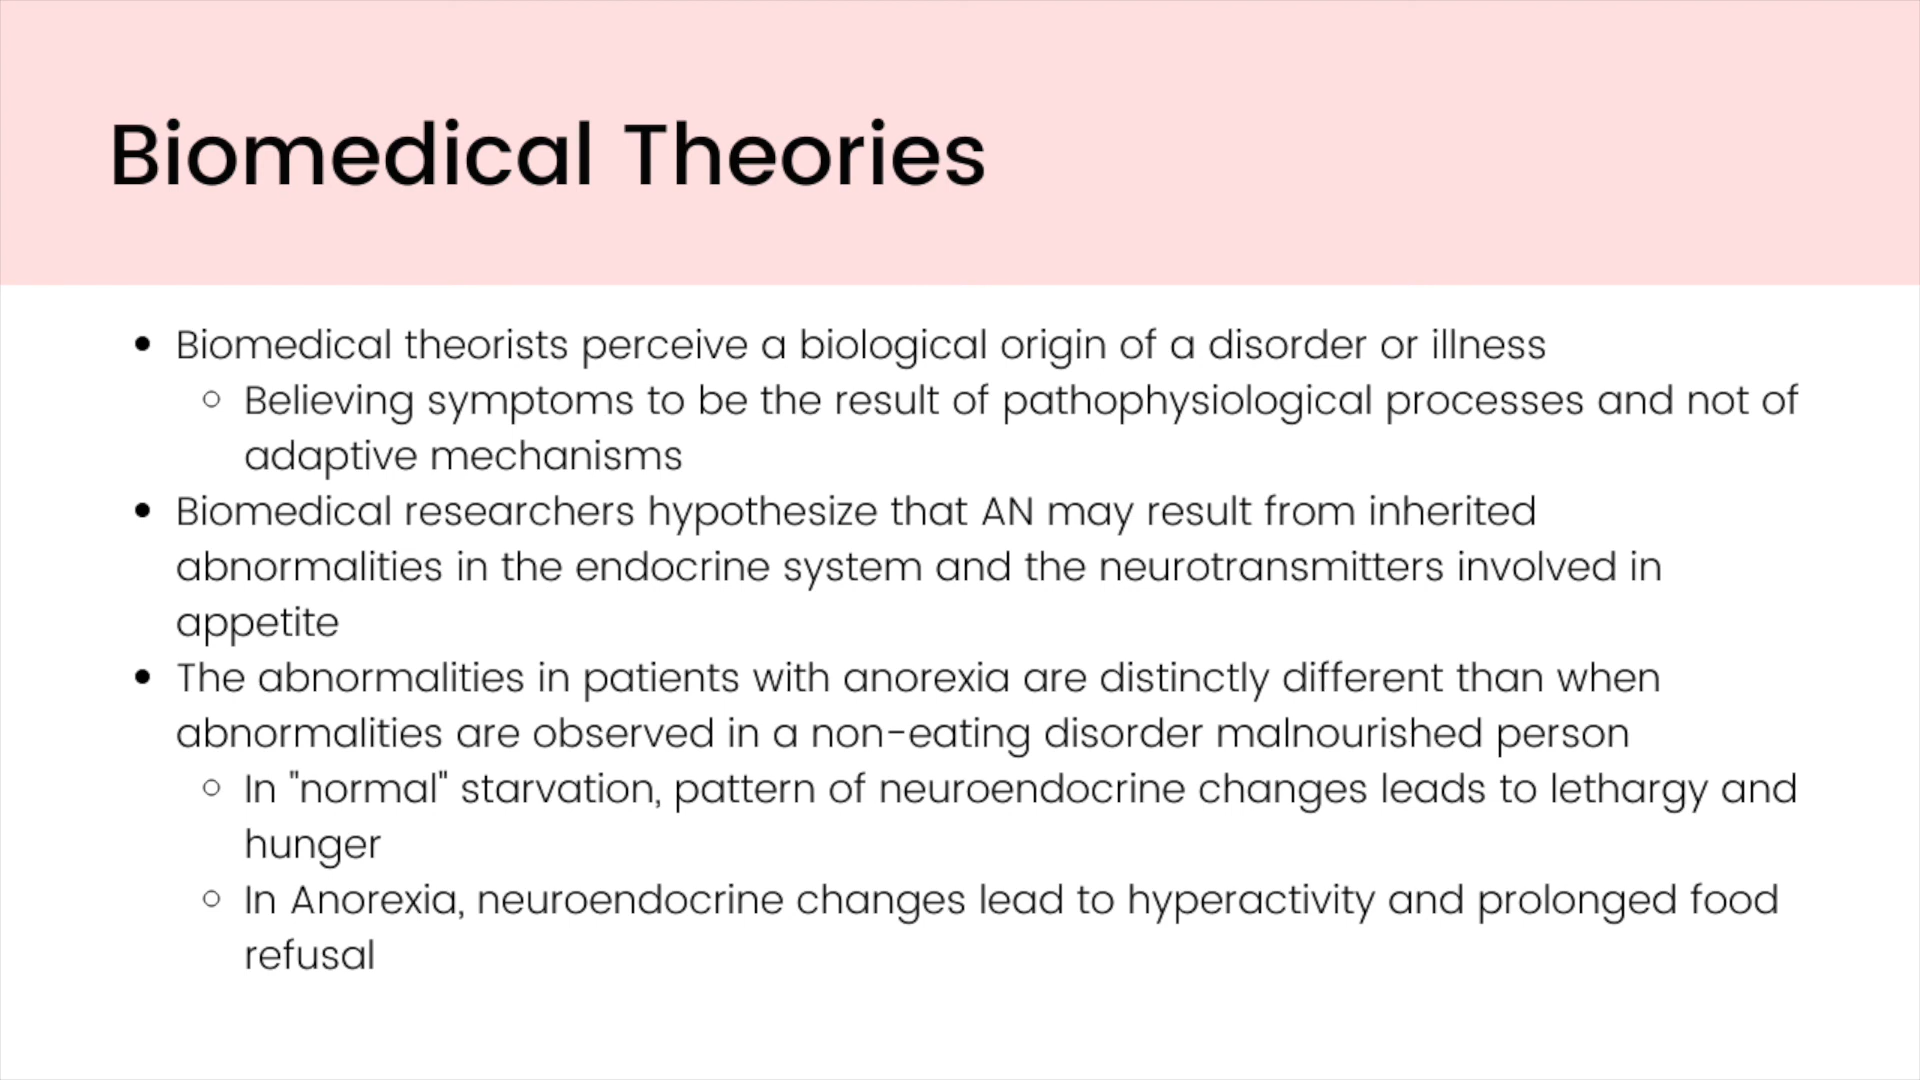 Biomedical Theories
• Biomedical theorists perceive a biological origin of a disorder or illness
◦ Believing symptoms to be the result of pathophysiological processes and not of
adaptive mechanisms
• Biomedical researchers hypothesize that AN may result from inherited
abnormalities in the endocrine system and the neurotransmitters involved in
appetite
• The abnormalities in patients with anorexia are distinctly different than when
abnormalities are observed in a non-eating disorder malnourished person
◦ In "normal" starvation, pattern of neuroendocrine changes leads to lethargy and
hunger
◦ In Anorexia, neuroendocrine changes lead to hyperactivity and prolonged food
refusal